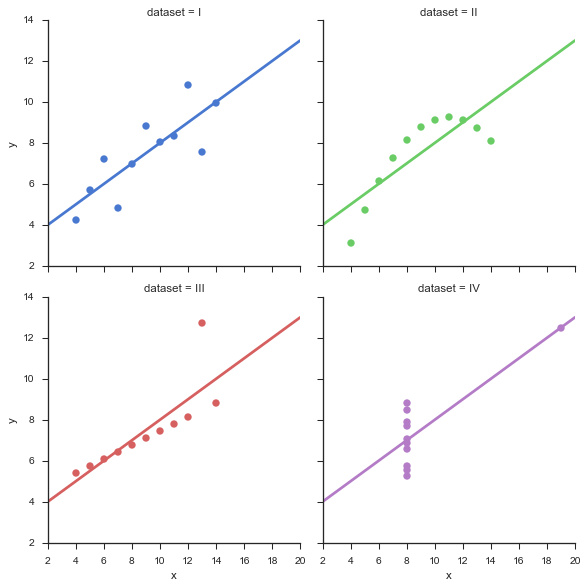 dataset = I
dataset = II
14
12
10
8
6
4
2
y
dataset = III
dataset = IV
14
12
10
8
6
4
2
y
2 4 6 8 10 12 14 16 18 20
2 4 6 8 10 12 14 16 18 20
x
x